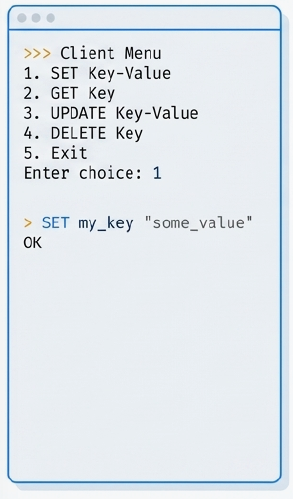 >>> Client Menu
1. SET Key-Value
2. GET Key
3. UPDATE Key-Value
4. DELETE Key
5. Exit
Enter choice: 1
> SET my_key "some_value"
OK